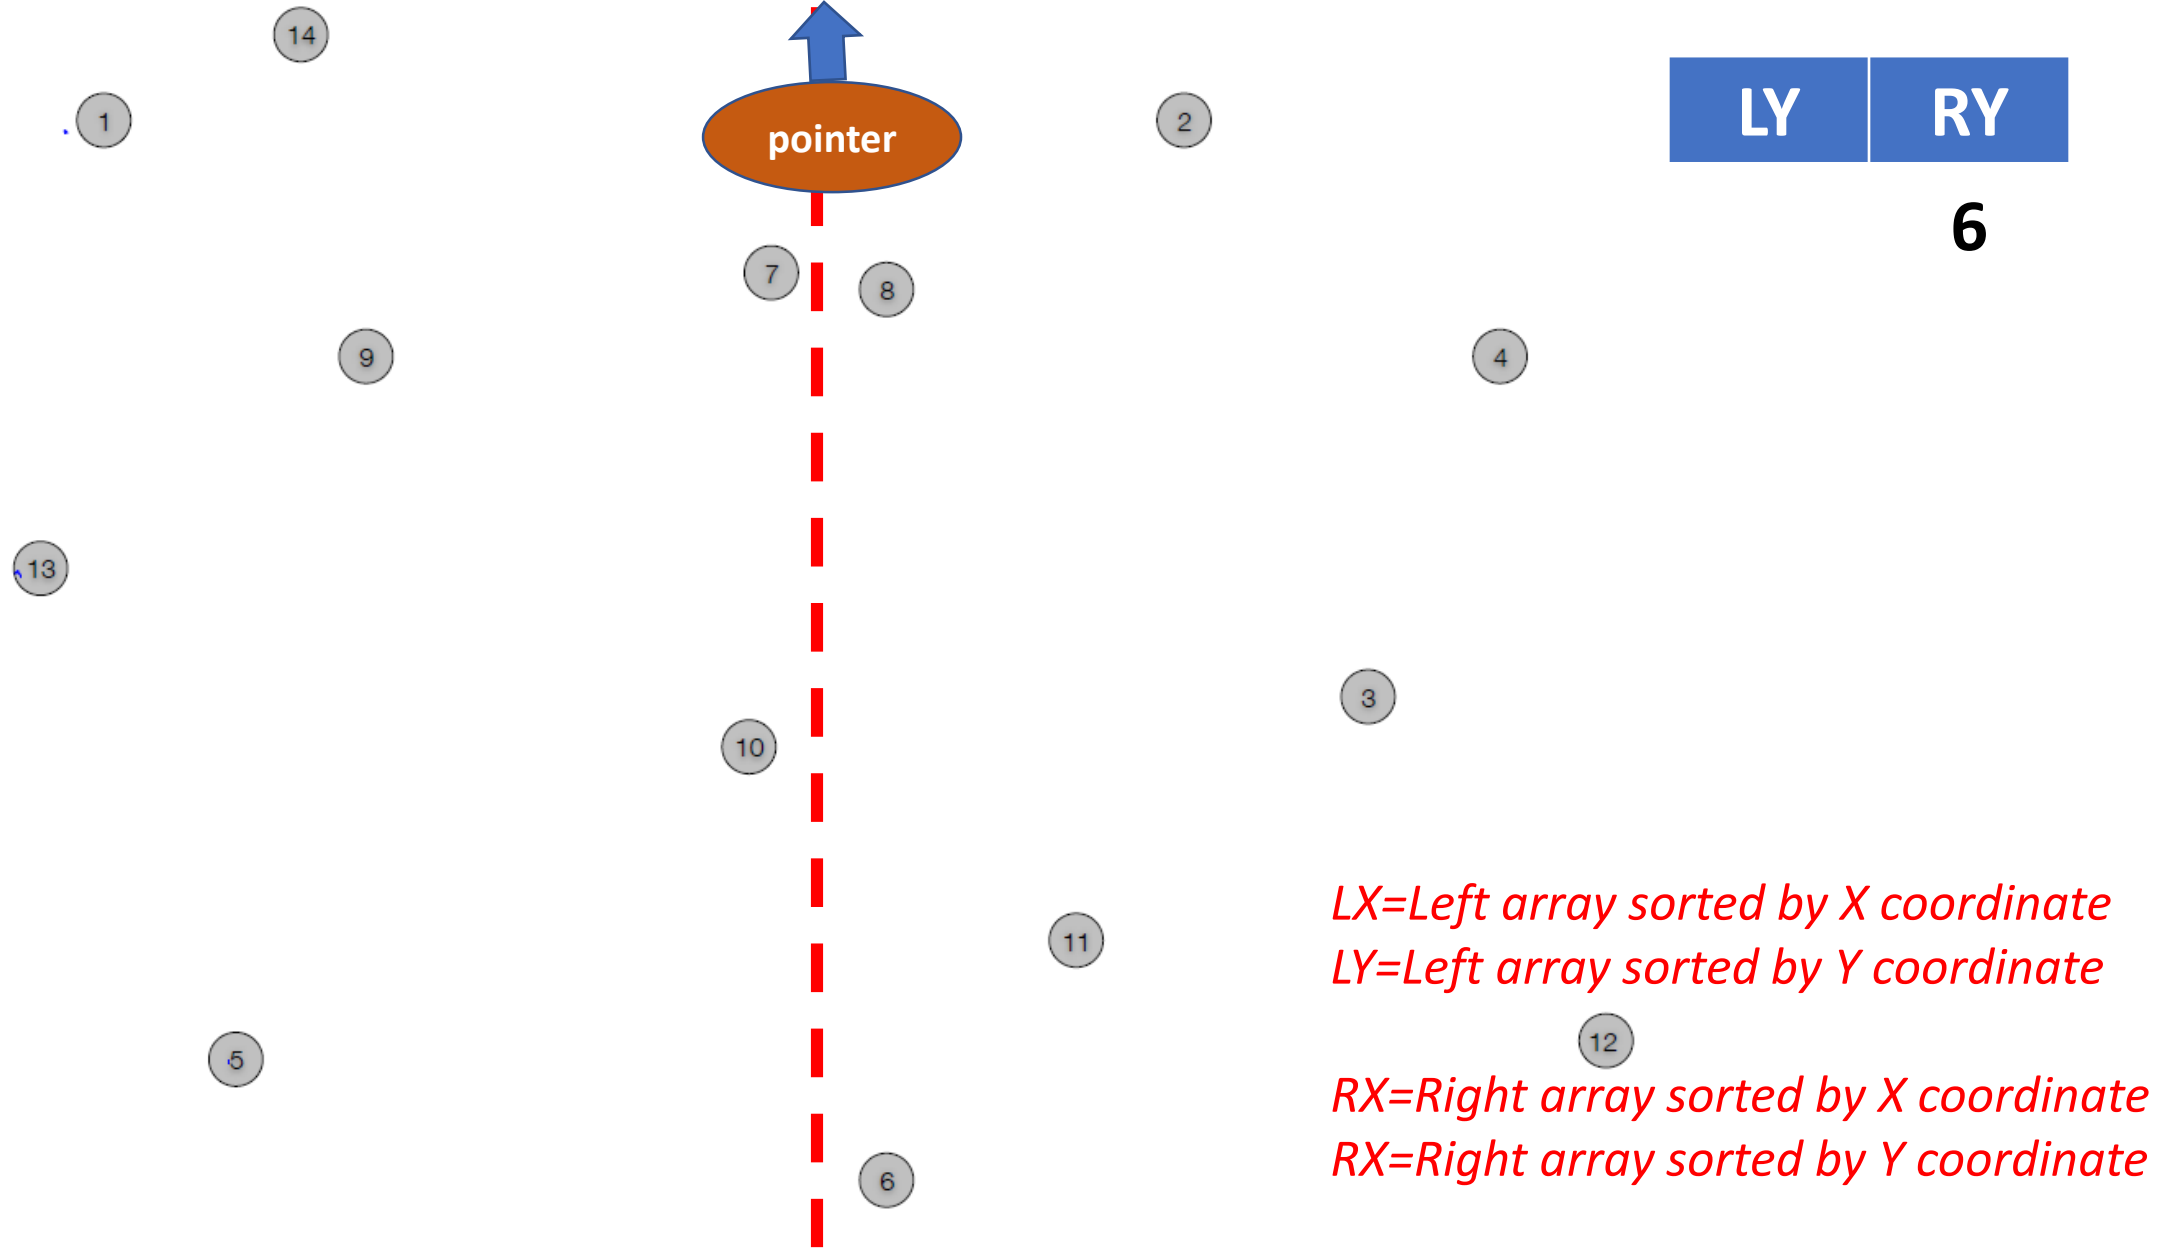 14
1
pointer
2
LY RY
6
7
8
9
4
13
3
10
LX=Left array sorted by X coordinate
11
LY=Left array sorted by Y coordinate
12
5
RX=Right array sorted by X coordinate
RX=Right array sorted by Y coordinate
6